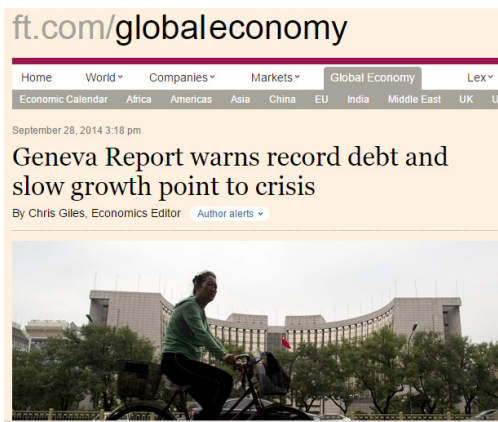 ft.com/globaleconomy
Home World Companies Markets Global Economy Lex
Economic Calendar Africa Americas Asia China EU India Middle East UK
September 28, 2014 3:18 pm
Geneva Report warns record debt and
slow growth point to crisis
By Chris Giles, Economics Editor Author alerts